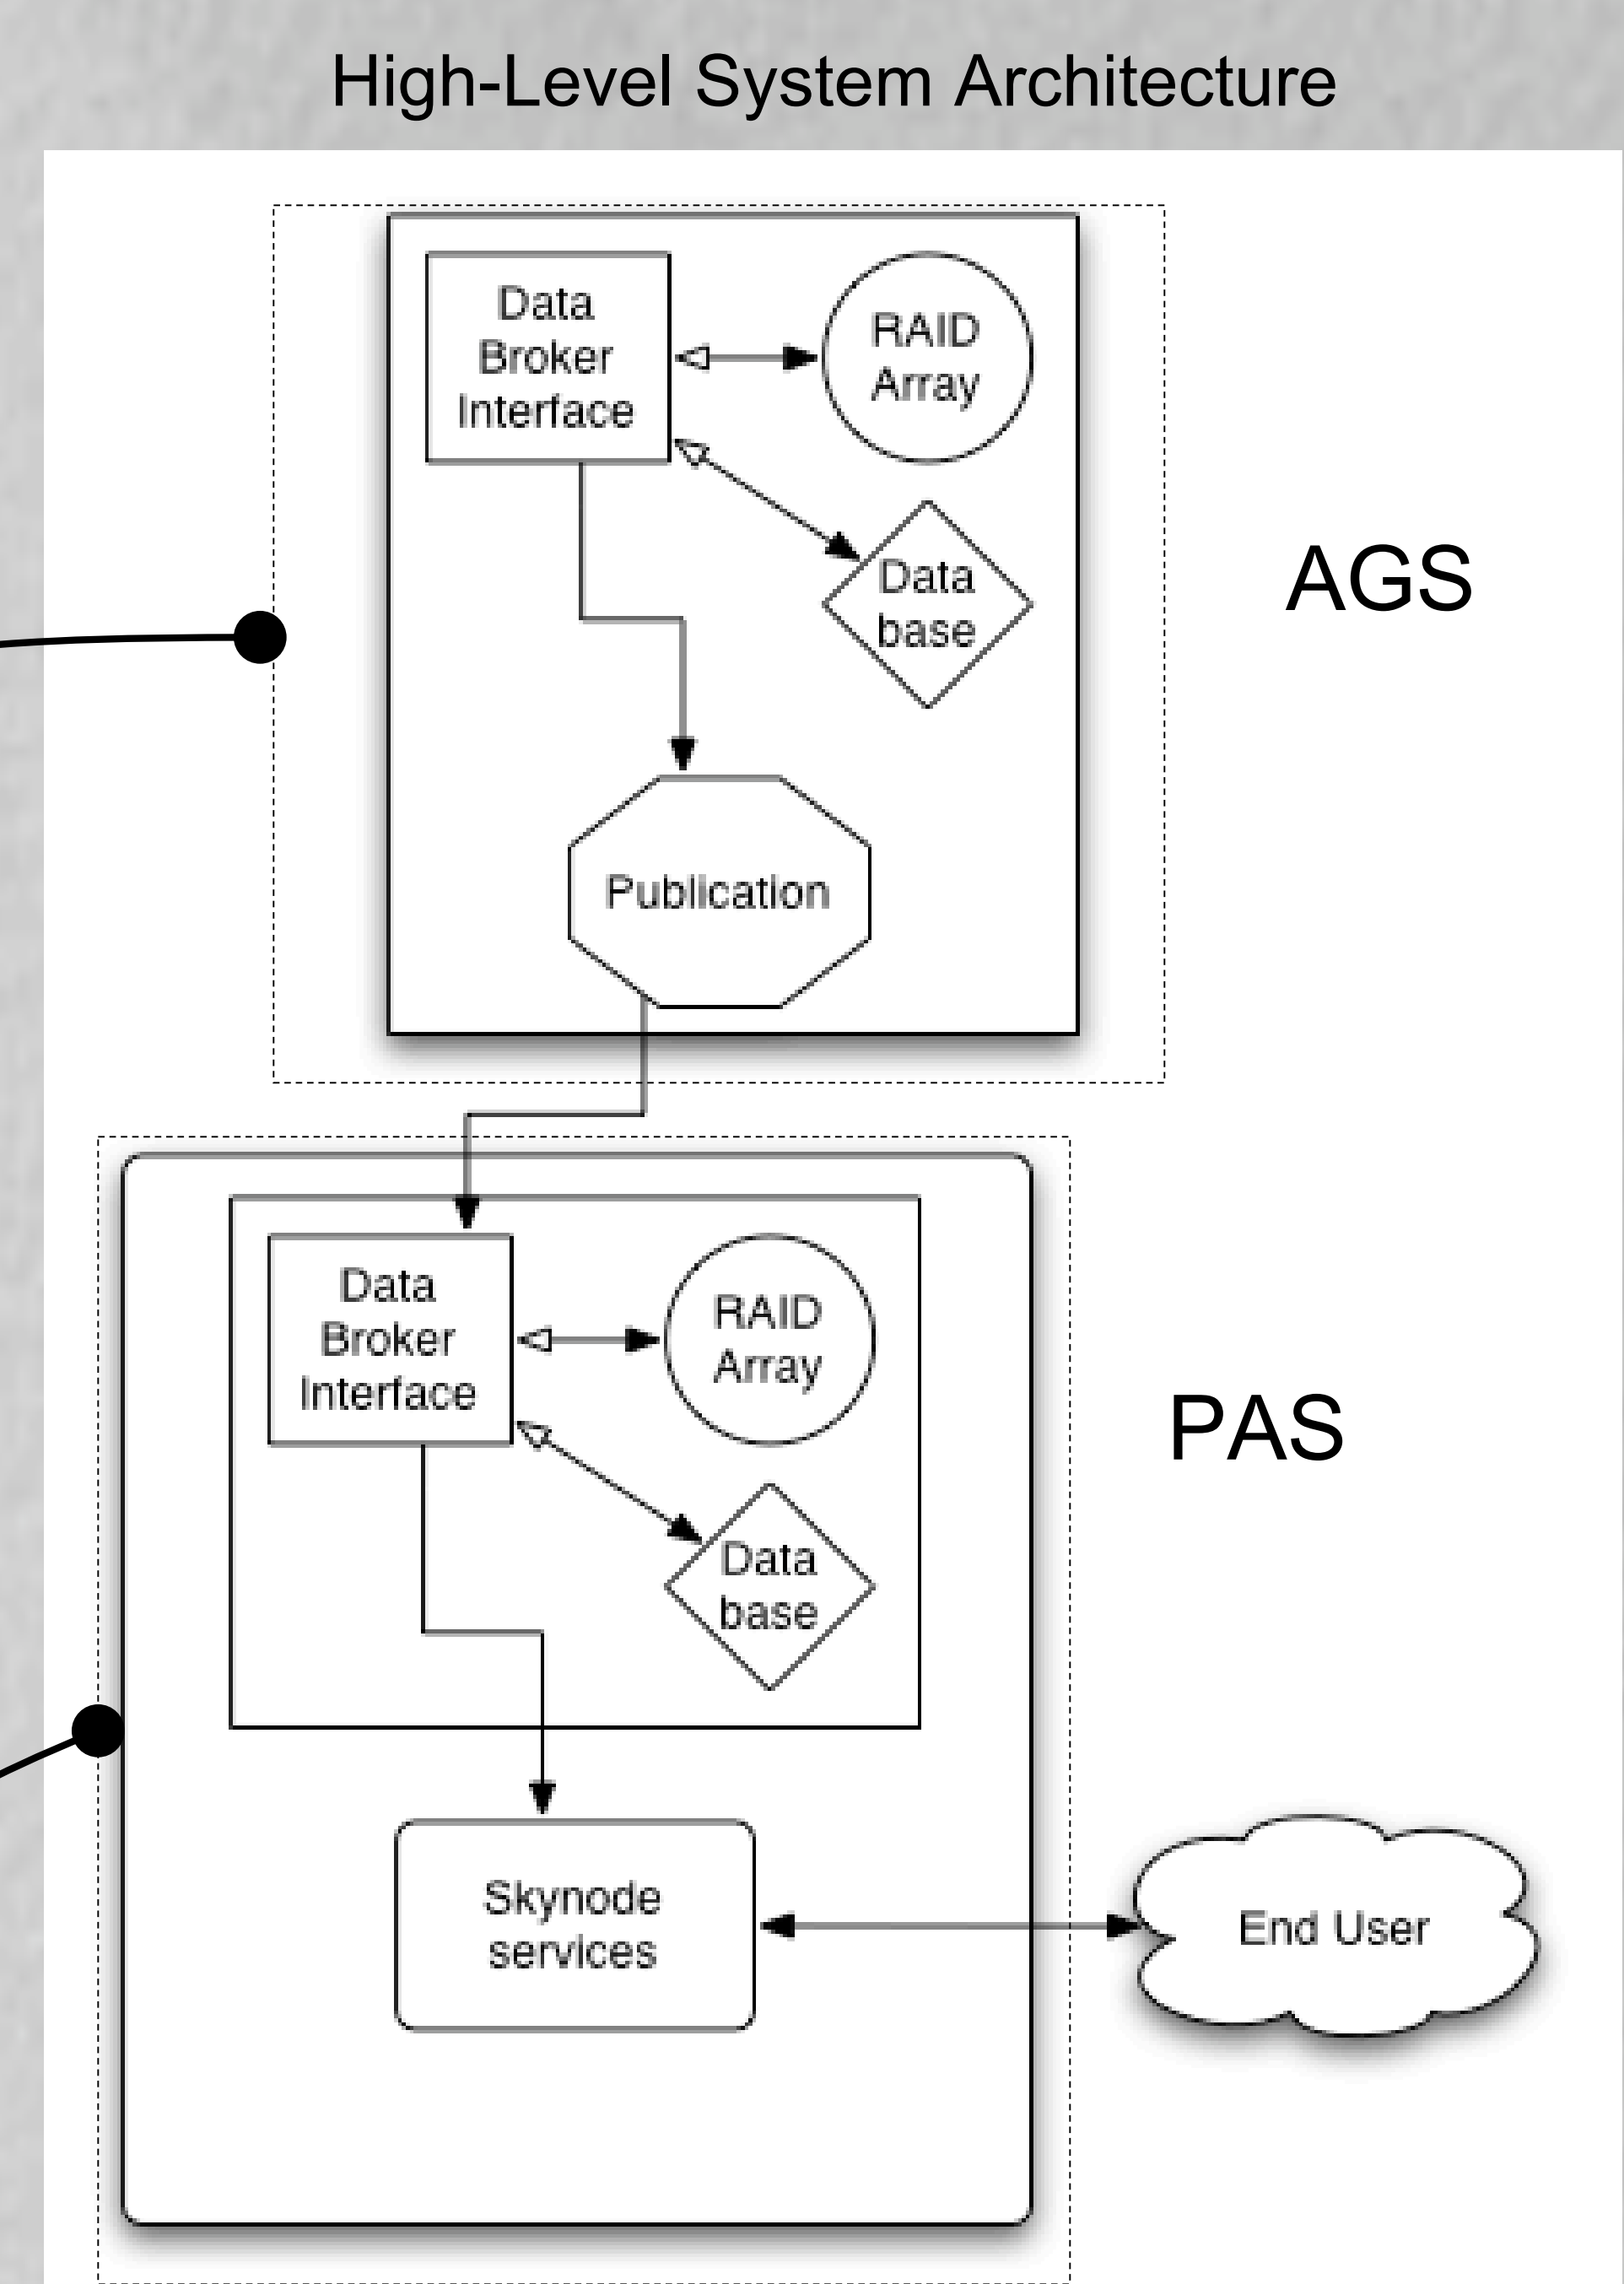 High-Level System Architecture
Data
Broker
Interface
RAID
Array
Data
base
AGS
Publication
Data
Broker
Interface
RAID
Array
Data
base
PAS
Skynode
services
End User